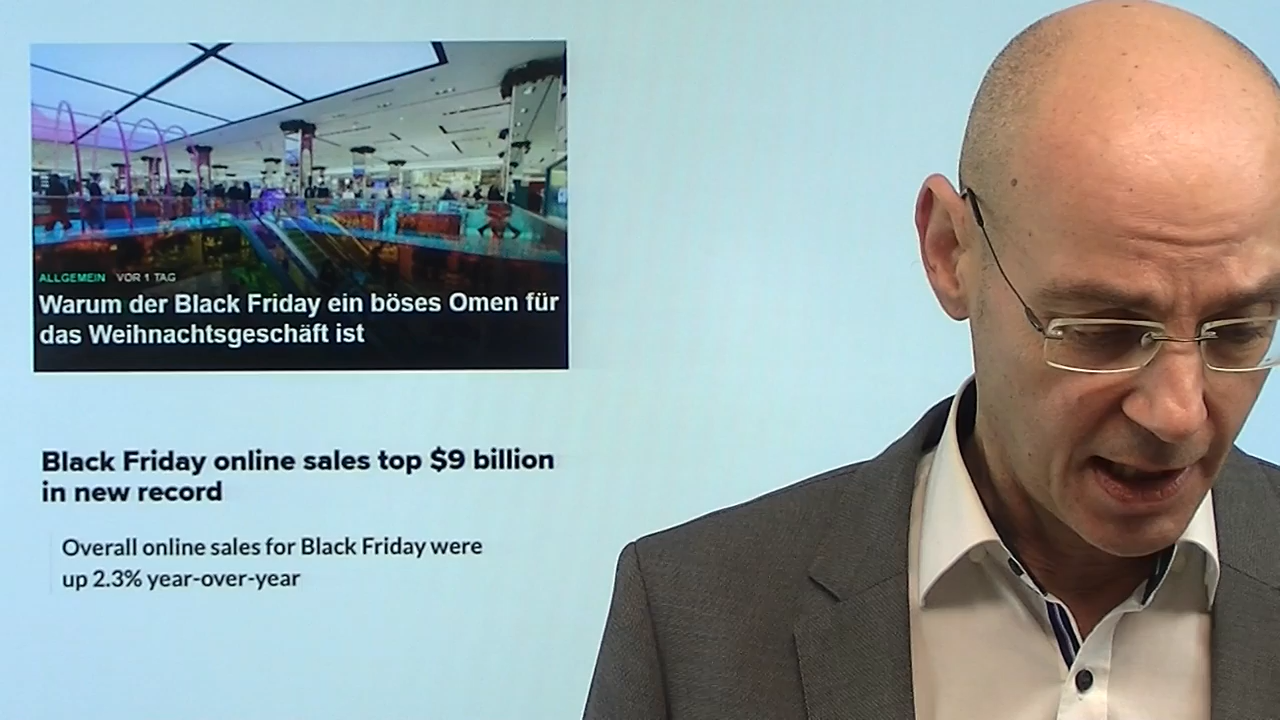 ALLGEMEIN VOR 1 TAG
Warum der Black Friday ein böses Omen für
das Weihnachtsgeschäft ist
Black Friday online sales top $9 billion
in new record
Overall online sales for Black Friday were
up 2.3% year-over-year